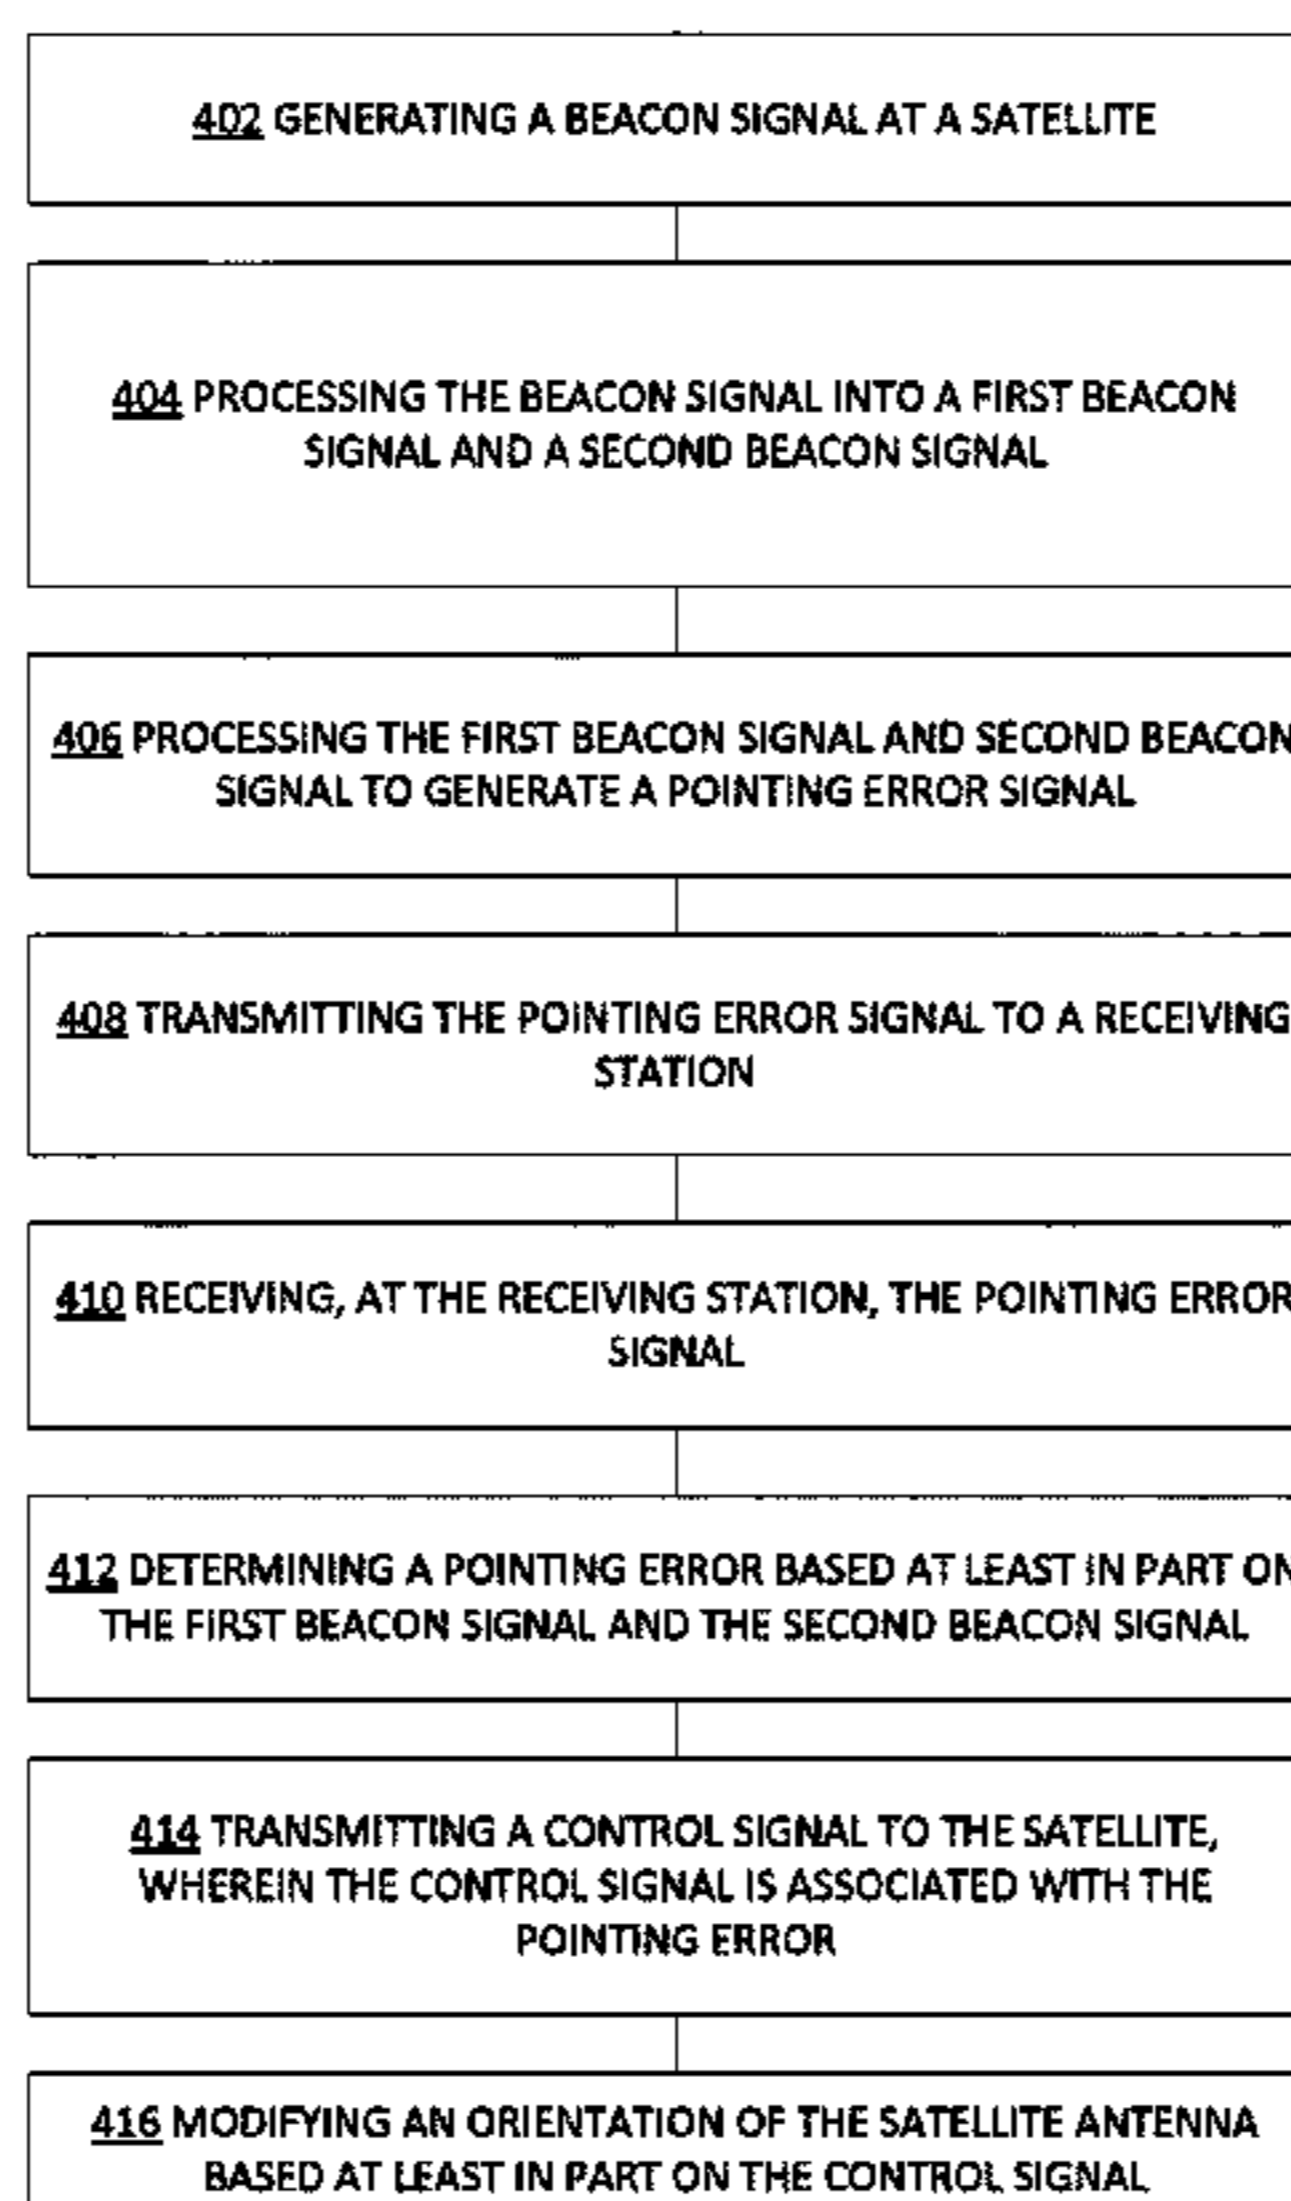 402 GENERATING A BEACON SIGNAL AT A SATELLITE
404 PROCESSING THE BEACON SIGNAL INTO A FIRST BEACON
SIGNAL AND A SECOND BEACON SIGNAL
406 PROCESSING THE FIRST BEACON SIGNAL AND SECOND BEACON
SIGNAL TO GENERATE A POINTING ERROR SIGNAL
408 TRANSMITTING THE POINTING ERROR SIGNAL TO A RECEIVING
STATION
410 RECEIVING, AT THE RECEIVING STATION, THE POINTING ERROR
SIGNAL
412 DETERMINING A POINTING ERROR BASED AT LEAST IN PART ON
THE FIRST BEACON SIGNAL AND THE SECOND BEACON SIGNAL
414 TRANSMITTING A CONTROL SIGNAL TO THE SATELLITE,
WHEREIN THE CONTROL SIGNAL IS ASSOCIATED WITH THE
POINTING ERROR
416 MODIFYING AN ORIENTATION OF THE SATELLITE ANTENNA
BASED AT LEAST IN PART ON THE CONTROL SIGNAL